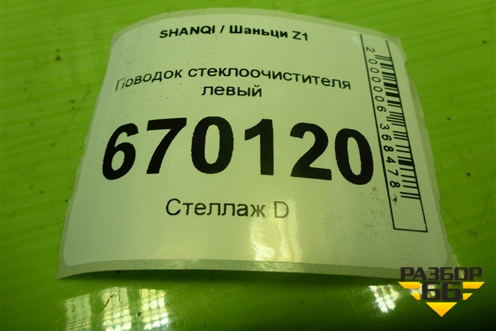 SHANQI / Шаньци Z1
Поводок стеклоочистителя
левый
670120
Стеллаж D
2000006368478
РАЗБОР
66